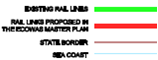 EXISTING RAIL LINES
RAIL LINKS PROPOSED IN
THE ECOWAS MASTER PLAN
STATE BORDER
SEA COAST